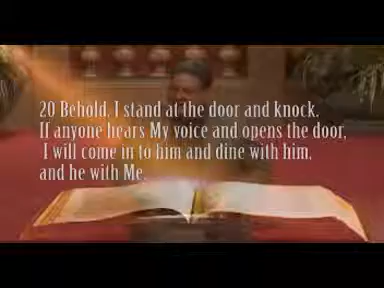 20 Behold, I stand at the door and knock.
If anyone hears My voice and opens the door,
I will come in to him and dine with him,
and he with Me.